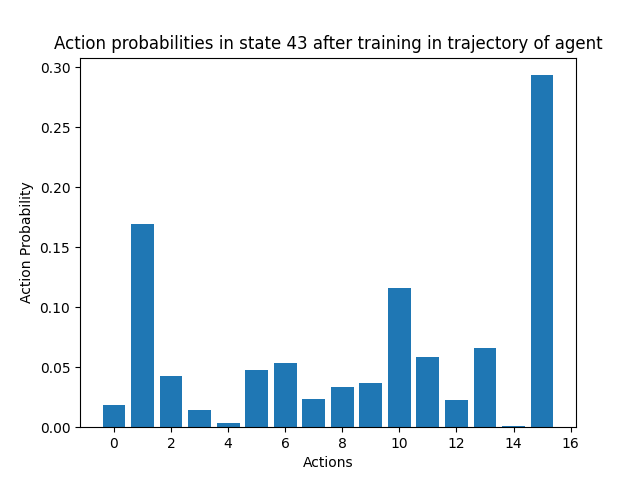 Action probabilities in state 43 after training in trajectory of agent
0.30
0.25
0.20
0.15
0.10
0.05
0.00
Action Probability
0 2 4 6 8 10 12 14 16
Actions